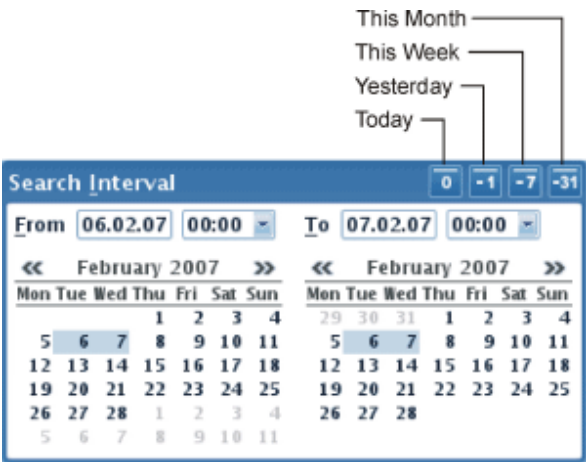 This Month
This Week
Yesterday
Today
Search Interval 0 -1 -7 -31
From 06.02.07 00:00 To 07.02.07 00:00
« February 2007 » « February 2007 »
Mon Tue Wed Thu Fri Sat Sun Mon Tue Wed Thu Fri Sat Sun
1 2 3 4 29 30 31 1 2 3 4
5 6 7 8 9 10 11 5 6 7 8 9 10 11
12 13 14 15 16 17 18 12 13 14 15 16 17 18
19 20 21 22 23 24 25 19 20 21 22 23 24 25
26 27 28 1 2 3 4 26 27 28
5 6 7 8 9 10 11